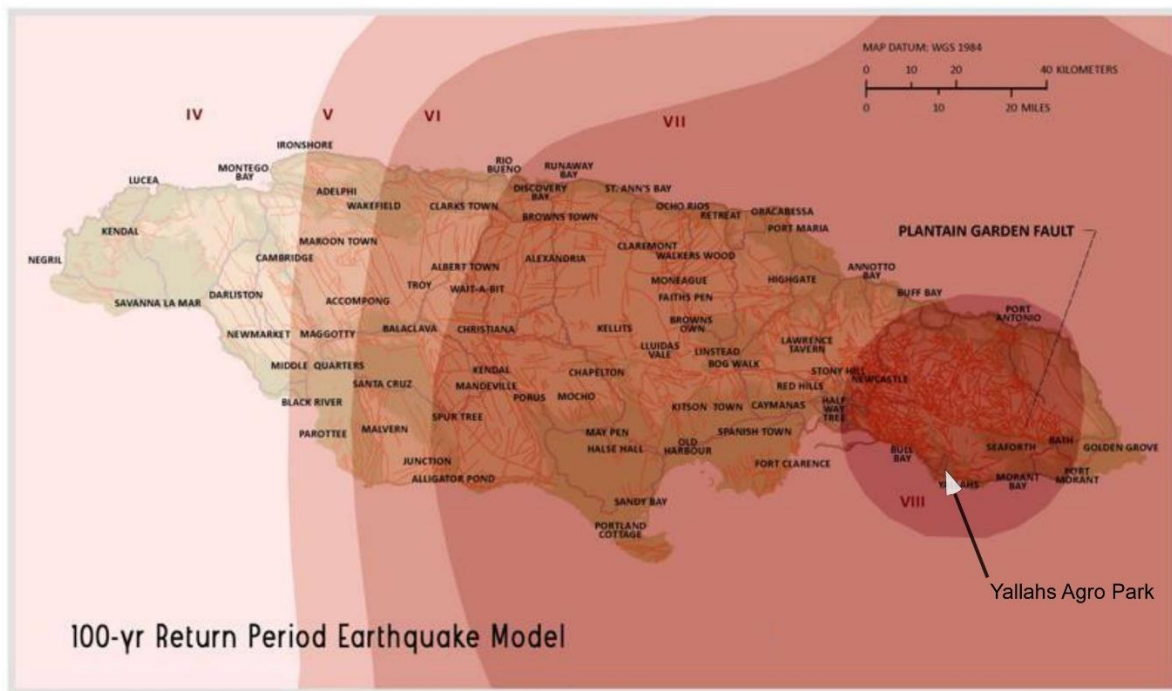 MAP DATUM: WGS 1984
0 10 20 40 KILOMETERS
0 10 20 MILES
IV
V
VI
VII
IRONSHORE
MONTEGO
BAY
LUCEA
ADELPHI
WAKEFIELD
RIO
BUENO
RUNAWAY
BAY
DISCOVERY
BAY
ST. ANN'S BAY
CLARKS TOWN
BROWNS TOWN
OCHO RIOS
RETREAT
ORACABESSA
PORT MARIA
KENDAL
MAROON TOWN
CLAREMONT
WALKERS WOOD
PLANTAIN GARDEN FAULT
NEGRIL
CAMBRIDGE
ALBERT TOWN
ALEXANDRIA
ANNOTTO
BAY
TROY
WAIT-A-BIT
MONEAGUE
HIGHGATE
BUFF BAY
SAVANNA LA MAR
DARLISTON
ACCOMPONG
FAITHS PEN
PORT
ANTONIO
NEWMARKET
MAGGOTTY
BALACLAVA
CHRISTIANA
KELLITS
BROWNS
OWN
LLUIDAS
VALE
LINSTEAD
LAWRENCE
TAVERN
BOG WALK
MIDDLE QUARTERS
KENDAL
CHAPELTON
STONY HILL
NEWCASTLE
SANTA CRUZ
MANDEVILLE
PORUS
MOCHO
RED HILLS
BLACK RIVER
KITSON TOWN
CAYMANAS
HALF
WAY
TREE
SPUR TREE
PAROTTEE
MALVERN
MAY PEN
OLD
HARBOUR
SPANISH TOWN
HALSE HALL
BULL
BAY
SEAFORTH
BATH
GOLDEN GROVE
JUNCTION
FORT CLARENCE
ALLIGATOR POND
MORANT
BAY
PORT
MORANT
SANDY BAY
VIII
PORTLAND
COTTAGE
Yallahs Agro Park
100-yr Return Period Earthquake Model